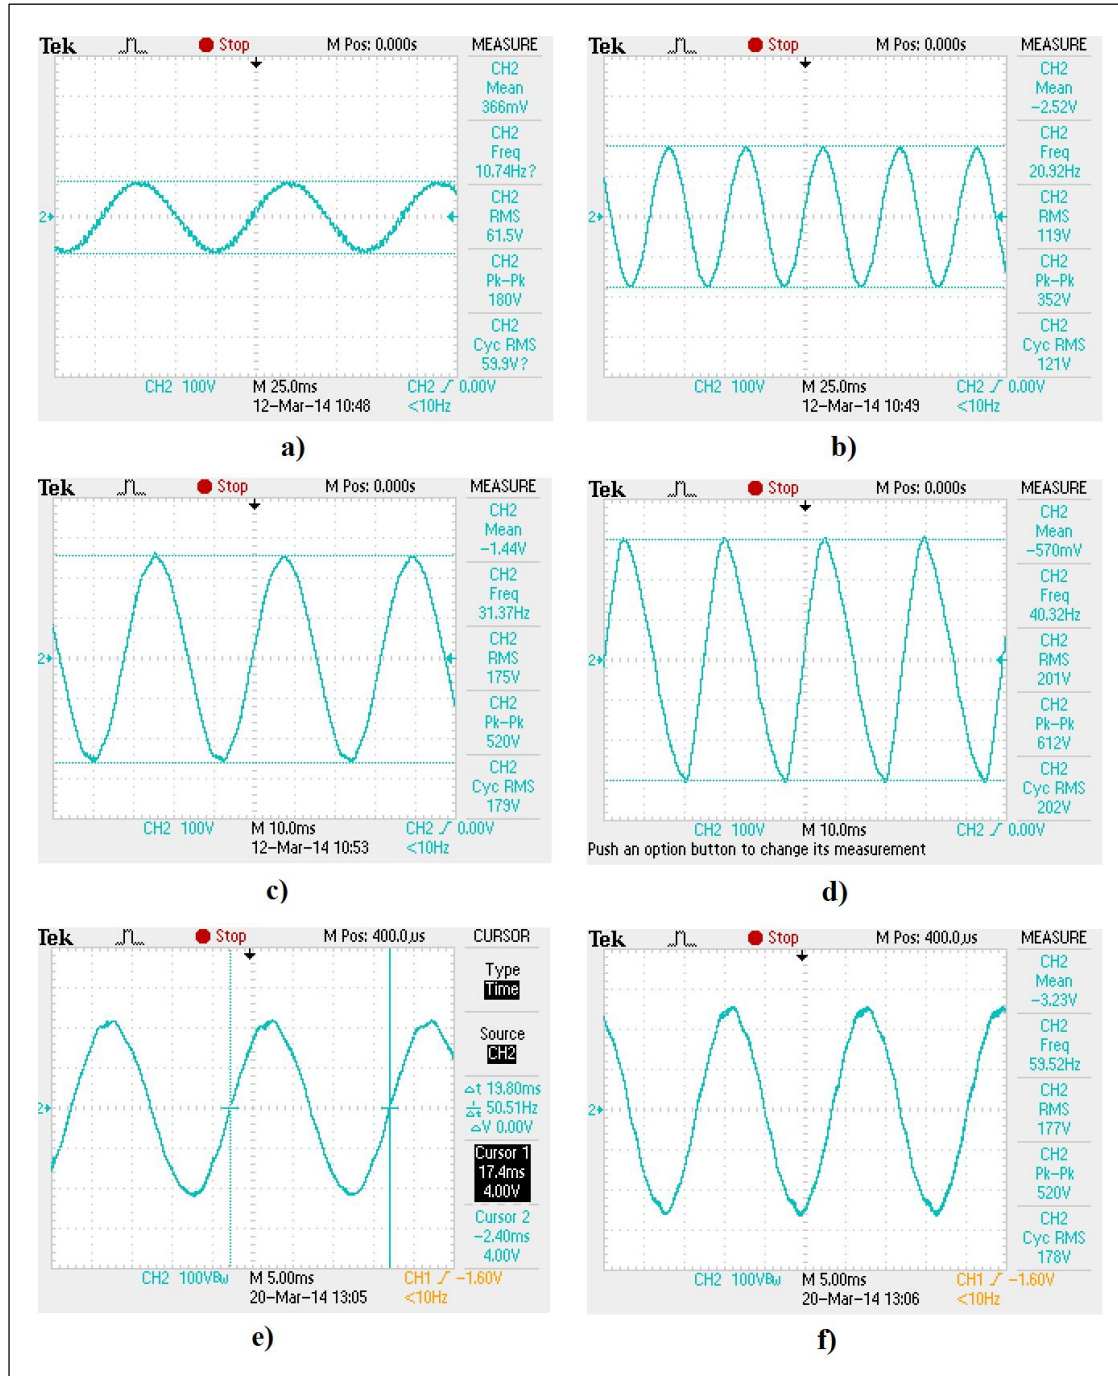 Tek Stop M Pos: 0.000s MEASURE
CH2
Mean
366mV
CH2
Freq
10.74Hz?
CH2
RMS
61.5V
CH2
Pk-Pk
180V
CH2
Cyc RMS
59.9V?
2
CH2 100V M 25.0ms CH2 0.00V
12-Mar-14 10:48 <10Hz
a)
Tek Stop M Pos: 0.000s MEASURE
CH2
Mean
-2.52V
CH2
Freq
20.92Hz
CH2
RMS
119V
CH2
Pk-Pk
352V
CH2
Cyc RMS
121V
2
CH2 100V M 25.0ms CH2 0.00V
12-Mar-14 10:49 <10Hz
b)
Tek Stop M Pos: 0.000s MEASURE
CH2
Mean
-1.44V
CH2
Freq
31.37Hz
CH2
RMS
175V
CH2
Pk-Pk
520V
CH2
Cyc RMS
179V
2
CH2 100V M 10.0ms CH2 0.00V
12-Mar-14 10:53 <10Hz
c)
Tek Stop M Pos: 0.000s MEASURE
CH2
Mean
-570mV
CH2
Freq
40.32Hz
CH2
RMS
201V
CH2
Pk-Pk
612V
CH2
Cyc RMS
202V
2
CH2 100V M 10.0ms CH2 0.00V
Push an option button to change its measurement
d)
Tek Stop M Pos: 400.0µs CURSOR
Type
Time
Source
CH2
Δt 19.80ms
1/Δt 50.51Hz
ΔV 0.00V
Cursor 1
17.4ms
4.00V
Cursor 2
-2.40ms
4.00V
2
CH2 100VBW M 5.00ms CH1 -1.60V
20-Mar-14 13:05 <10Hz
e)
Tek Stop M Pos: 400.0µs MEASURE
CH2
Mean
-3.23V
CH2
Freq
59.52Hz
CH2
RMS
177V
CH2
Pk-Pk
520V
CH2
Cyc RMS
178V
2
CH2 100VBW M 5.00ms CH1 -1.60V
20-Mar-14 13:06 <10Hz
f)